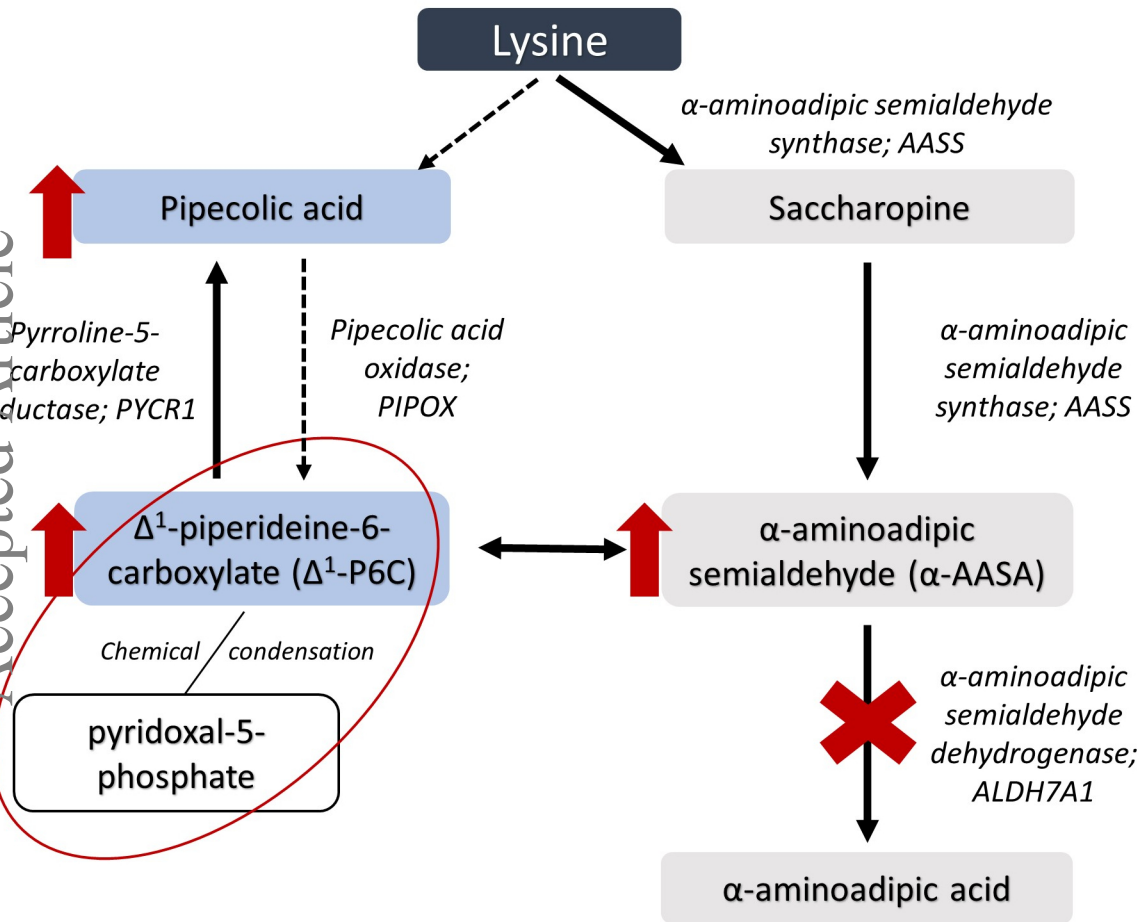 Lysine
α-aminoadipic semialdehyde
synthase; AASS
Pipecolic acid
Saccharopine
Pyrroline-5-
carboxylate
ductase; PYCR1
Pipecolic acid
oxidase;
PIPOX
α-aminoadipic
semialdehyde
synthase; AASS
Δ¹-piperideine-6-
carboxylate (Δ¹-P6C)
α-aminoadipic
semialdehyde (α-AASA)
Chemical condensation
pyridoxal-5-
phosphate
α-aminoadipic
semialdehyde
dehydrogenase;
ALDH7A1
α-aminoadipic acid
Accepted Article